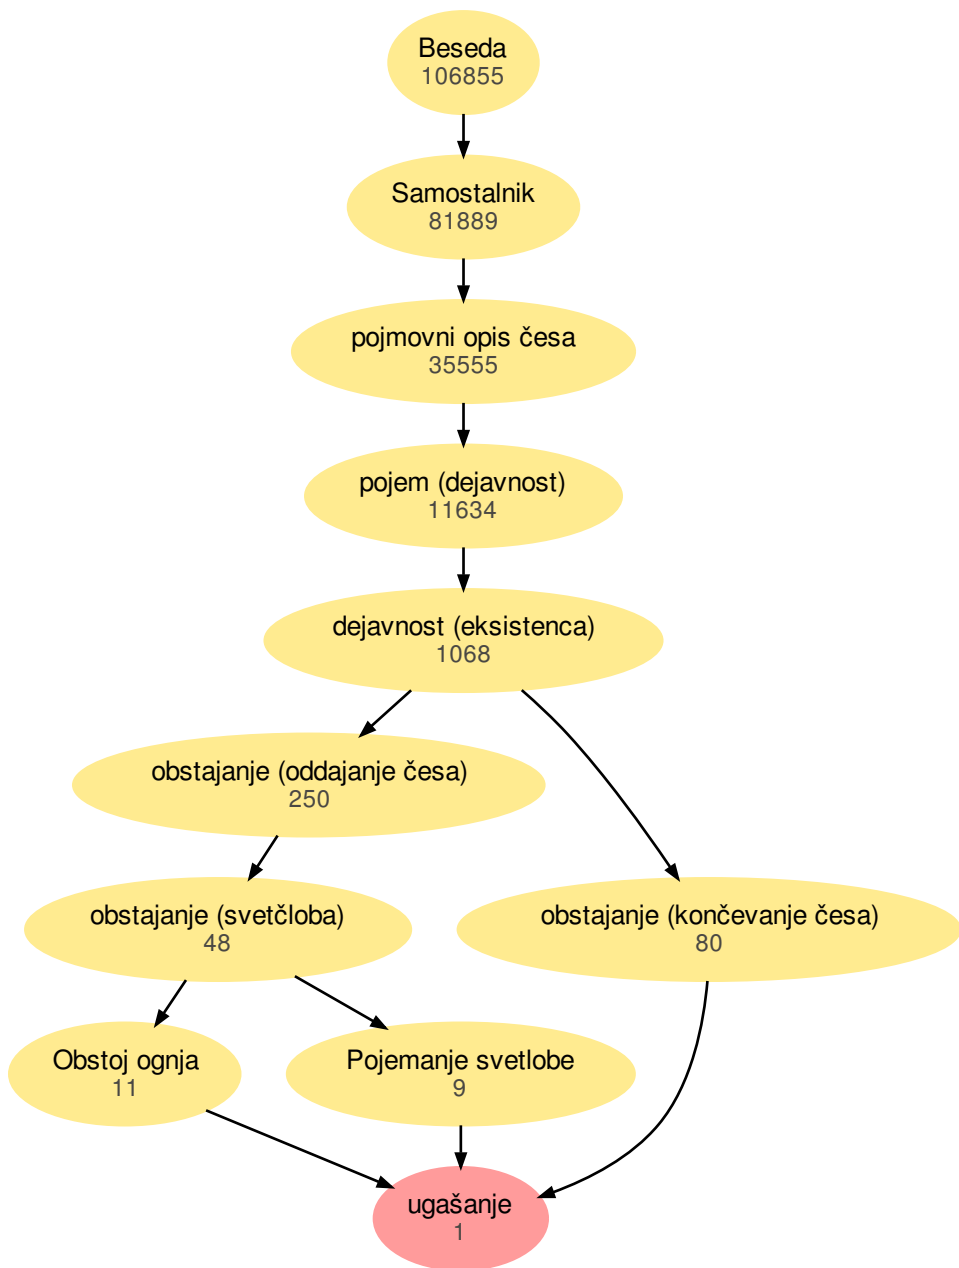 Beseda
106855
Samostalnik
81889
pojmovni opis česa
35555
pojem (dejavnost)
11634
dejavnost (eksistenca)
1068
obstajanje (oddajanje česa)
250
obstajanje (svetčloba)
48
obstajanje (končevanje česa)
80
Obstoj ognja
11
Pojemanje svetlobe
9
ugašanje
1